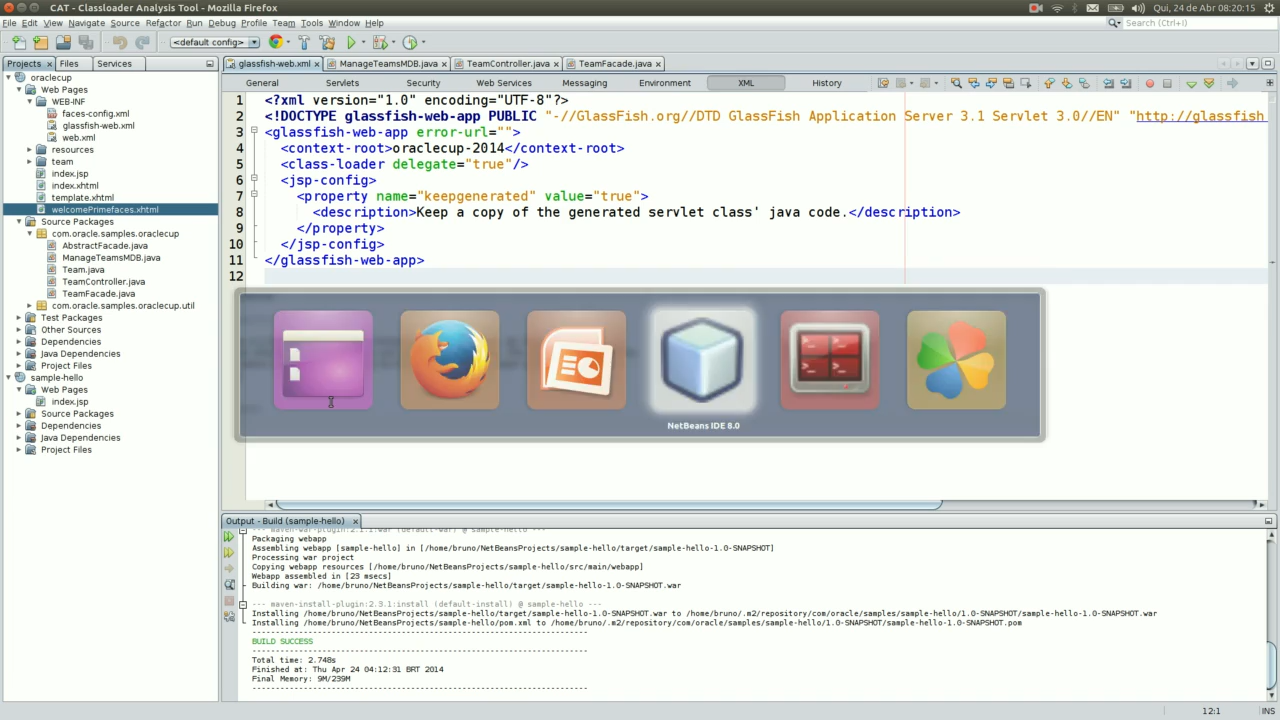 CAT - Classloader Analysis Tool - Mozilla Firefox
Qui, 24 de Abr 08:20:15
File Edit View Navigate Source Refactor Run Debug Profile Team Tools Window Help
Search (Ctrl+I)
<default config>
Projects Files Services
glassfish-web.xml ManageTeamsMDB.java TeamController.java TeamFacade.java
General Servlets Security Web Services Messaging Environment XML History
oraclecup
Web Pages
WEB-INF
faces-config.xml
glassfish-web.xml
web.xml
resources
team
index.jsp
index.xhtml
template.xhtml
welcomePrimefaces.xhtml
Source Packages
com.oracle.samples.oraclecup
AbstractFacade.java
ManageTeamsMDB.java
Team.java
TeamController.java
TeamFacade.java
com.oracle.samples.oraclecup.util
Test Packages
Other Sources
Dependencies
Java Dependencies
Project Files
sample-hello
Web Pages
index.jsp
Source Packages
Dependencies
Java Dependencies
Project Files
1 <?xml version="1.0" encoding="UTF-8"?>
2 <!DOCTYPE glassfish-web-app PUBLIC "-//GlassFish.org//DTD GlassFish Application Server 3.1 Servlet 3.0//EN" "http://glassfish
3 <glassfish-web-app error-url="">
4 <context-root>oraclecup-2014</context-root>
5 <class-loader delegate="true"/>
6 <jsp-config>
7 <property name="keepgenerated" value="true">
8 <description>Keep a copy of the generated servlet class' java code.</description>
9 </property>
10 </jsp-config>
11 </glassfish-web-app>
12
NetBeans IDE 8.0
Output - Build (sample-hello)
--- maven-war-plugin:2.1.1:war (default-war) @ sample-hello ---
Packaging webapp
Assembling webapp [sample-hello] in [/home/bruno/NetBeansProjects/sample-hello/target/sample-hello-1.0-SNAPSHOT]
Processing war project
Copying webapp resources [/home/bruno/NetBeansProjects/sample-hello/src/main/webapp]
Webapp assembled in [23 msecs]
Building war: /home/bruno/NetBeansProjects/sample-hello/target/sample-hello-1.0-SNAPSHOT.war
--- maven-install-plugin:2.3.1:install (default-install) @ sample-hello ---
Installing /home/bruno/NetBeansProjects/sample-hello/target/sample-hello-1.0-SNAPSHOT.war to /home/bruno/.m2/repository/com/oracle/samples/sample-hello/1.0-SNAPSHOT/sample-hello-1.0-SNAPSHOT.war
Installing /home/bruno/NetBeansProjects/sample-hello/pom.xml to /home/bruno/.m2/repository/com/oracle/samples/sample-hello/1.0-SNAPSHOT/sample-hello-1.0-SNAPSHOT.pom
------------------------------------------------------------------------
BUILD SUCCESS
------------------------------------------------------------------------
Total time: 2.748s
Finished at: Thu Apr 24 04:12:31 BRT 2014
Final Memory: 9M/239M
------------------------------------------------------------------------
12:1 INS